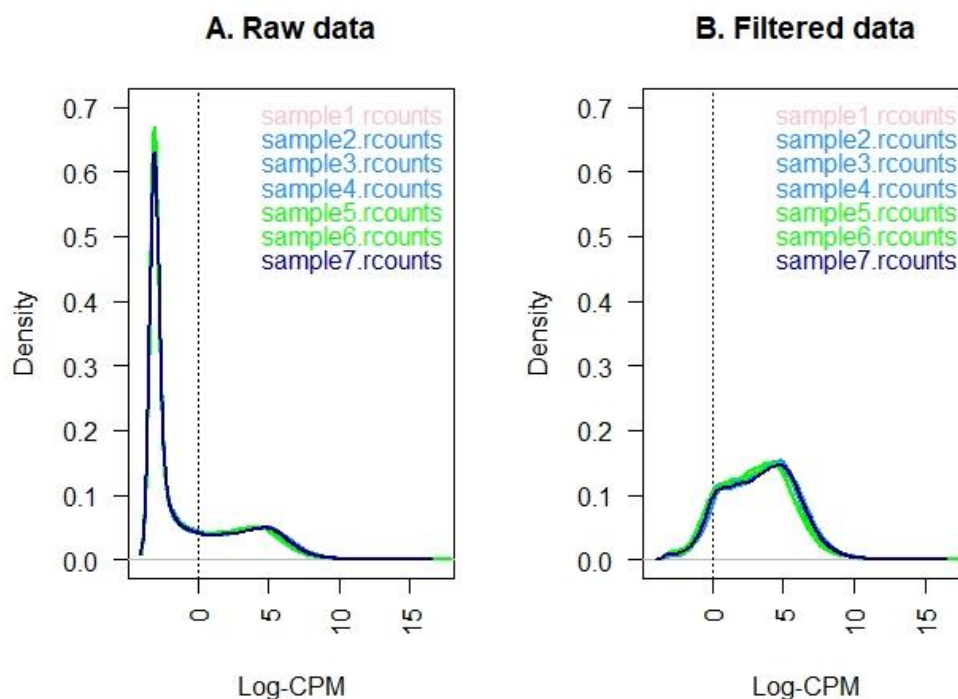 A. Raw data
0.7
0.6
0.5
0.4
0.3
0.2
0.1
0.0
Density
sample1.rcounts
sample2.rcounts
sample3.rcounts
sample4.rcounts
sample5.rcounts
sample6.rcounts
sample7.rcounts
0
5
10
15
Log-CPM
B. Filtered data
0.7
0.6
0.5
0.4
0.3
0.2
0.1
0.0
Density
sample1.rcounts
sample2.rcounts
sample3.rcounts
sample4.rcounts
sample5.rcounts
sample6.rcounts
sample7.rcounts
0
5
10
15
Log-CPM